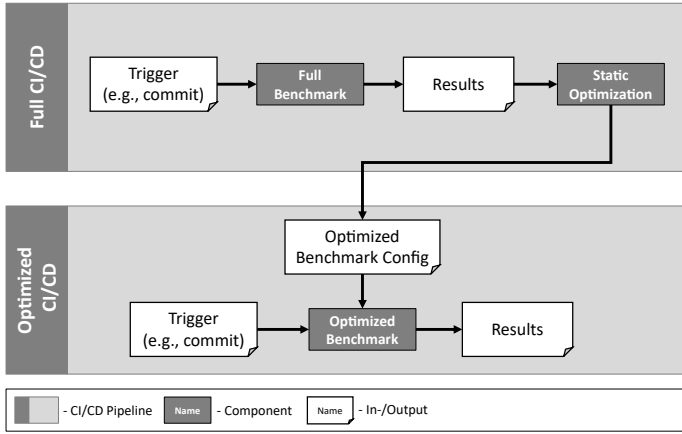 Full CI/CD
Trigger
(e.g., commit)
Full
Benchmark
Results
Static
Optimization
Optimized
CI/CD
Optimized
Benchmark Config
Trigger
(e.g., commit)
Optimized
Benchmark
Results
- CI/CD Pipeline
Name
- Component
Name
- In-/Output